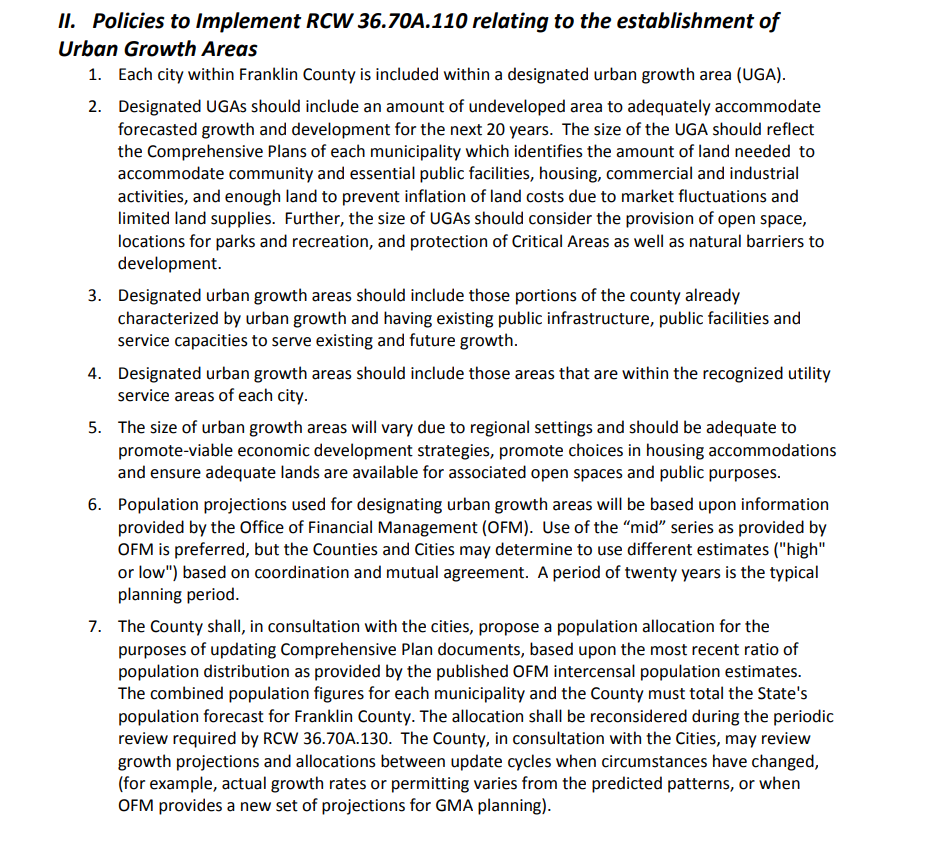 II. Policies to Implement RCW 36.70A.110 relating to the establishment of
Urban Growth Areas
1. Each city within Franklin County is included within a designated urban growth area (UGA).
2. Designated UGAs should include an amount of undeveloped area to adequately accommodate
forecasted growth and development for the next 20 years. The size of the UGA should reflect
the Comprehensive Plans of each municipality which identifies the amount of land needed to
accommodate community and essential public facilities, housing, commercial and industrial
activities, and enough land to prevent inflation of land costs due to market fluctuations and
limited land supplies. Further, the size of UGAs should consider the provision of open space,
locations for parks and recreation, and protection of Critical Areas as well as natural barriers to
development.
3. Designated urban growth areas should include those portions of the county already
characterized by urban growth and having existing public infrastructure, public facilities and
service capacities to serve existing and future growth.
4. Designated urban growth areas should include those areas that are within the recognized utility
service areas of each city.
5. The size of urban growth areas will vary due to regional settings and should be adequate to
promote-viable economic development strategies, promote choices in housing accommodations
and ensure adequate lands are available for associated open spaces and public purposes.
6. Population projections used for designating urban growth areas will be based upon information
provided by the Office of Financial Management (OFM). Use of the “mid” series as provided by
OFM is preferred, but the Counties and Cities may determine to use different estimates ("high"
or low") based on coordination and mutual agreement. A period of twenty years is the typical
planning period.
7. The County shall, in consultation with the cities, propose a population allocation for the
purposes of updating Comprehensive Plan documents, based upon the most recent ratio of
population distribution as provided by the published OFM intercensal population estimates.
The combined population figures for each municipality and the County must total the State's
population forecast for Franklin County. The allocation shall be reconsidered during the periodic
review required by RCW 36.70A.130. The County, in consultation with the Cities, may review
growth projections and allocations between update cycles when circumstances have changed,
(for example, actual growth rates or permitting varies from the predicted patterns, or when
OFM provides a new set of projections for GMA planning).